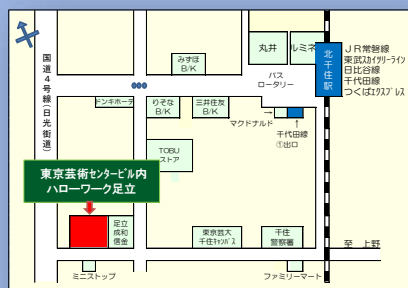 国道４号線(日光街道)
みずほ
B/K
丸井
ルミネ
北千住駅
ＪＲ常磐線
東武スカイツリーライン
日比谷線
千代田線
つくばエクスプレス
バス
ロータリー
ドンキホーテ
りそな
B/K
三井住友
B/K
→
↑
マクドナルド
千代田線
①出口
TOBU
ストア
東京芸術センタービル内
ハローワーク足立
足立
成和
信金
東京芸大
千住キャンパス
千住
警察署
至 上野
ミニストップ
ファミリーマート